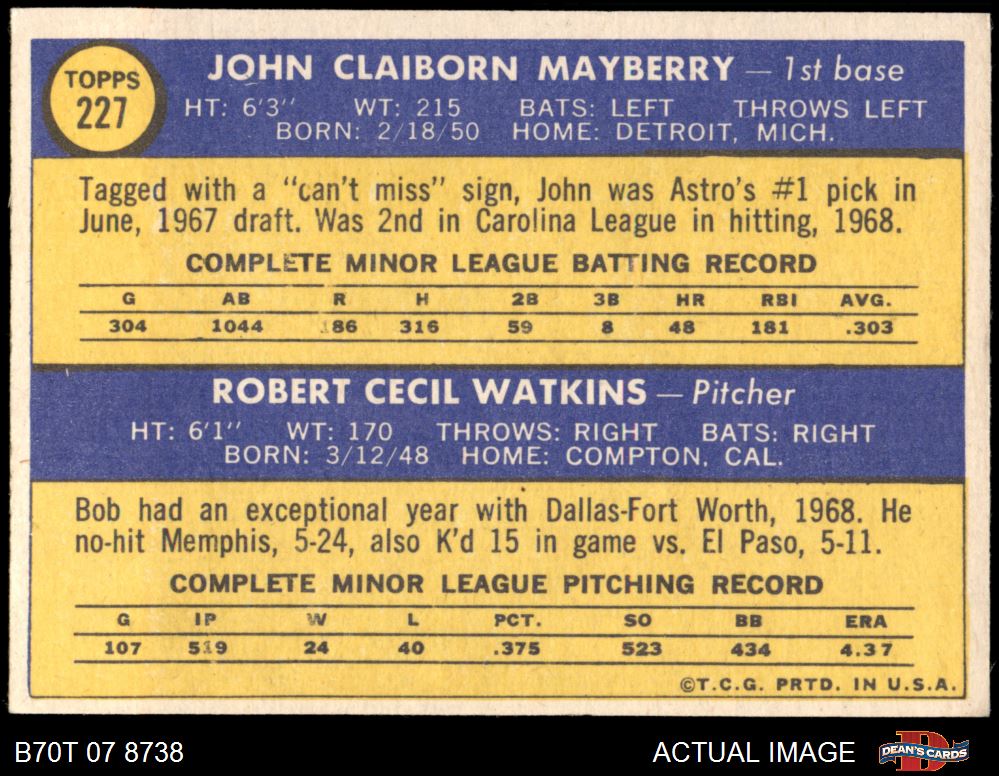 TOPPS
227
JOHN CLAIBORN MAYBERRY — 1st base
HT: 6'3'' WT: 215 BATS: LEFT THROWS LEFT
BORN: 2/18/50 HOME: DETROIT, MICH.
Tagged with a "can't miss" sign, John was Astro's #1 pick in
June, 1967 draft. Was 2nd in Carolina League in hitting, 1968.
COMPLETE MINOR LEAGUE BATTING RECORD
G AB R H 2B 3B HR RBI AVG.
304 1044 186 316 59 8 48 181 .303
ROBERT CECIL WATKINS — Pitcher
HT: 6'1'' WT: 170 THROWS: RIGHT BATS: RIGHT
BORN: 3/12/48 HOME: COMPTON, CAL.
Bob had an exceptional year with Dallas-Fort Worth, 1968. He
no-hit Memphis, 5-24, also K'd 15 in game vs. El Paso, 5-11.
COMPLETE MINOR LEAGUE PITCHING RECORD
G IP W L PCT. SO BB ERA
107 519 24 40 .375 523 434 4.37
©T.C.G. PRTD. IN U.S.A.
B70T 07 8738 ACTUAL IMAGE DEAN'S CARDS